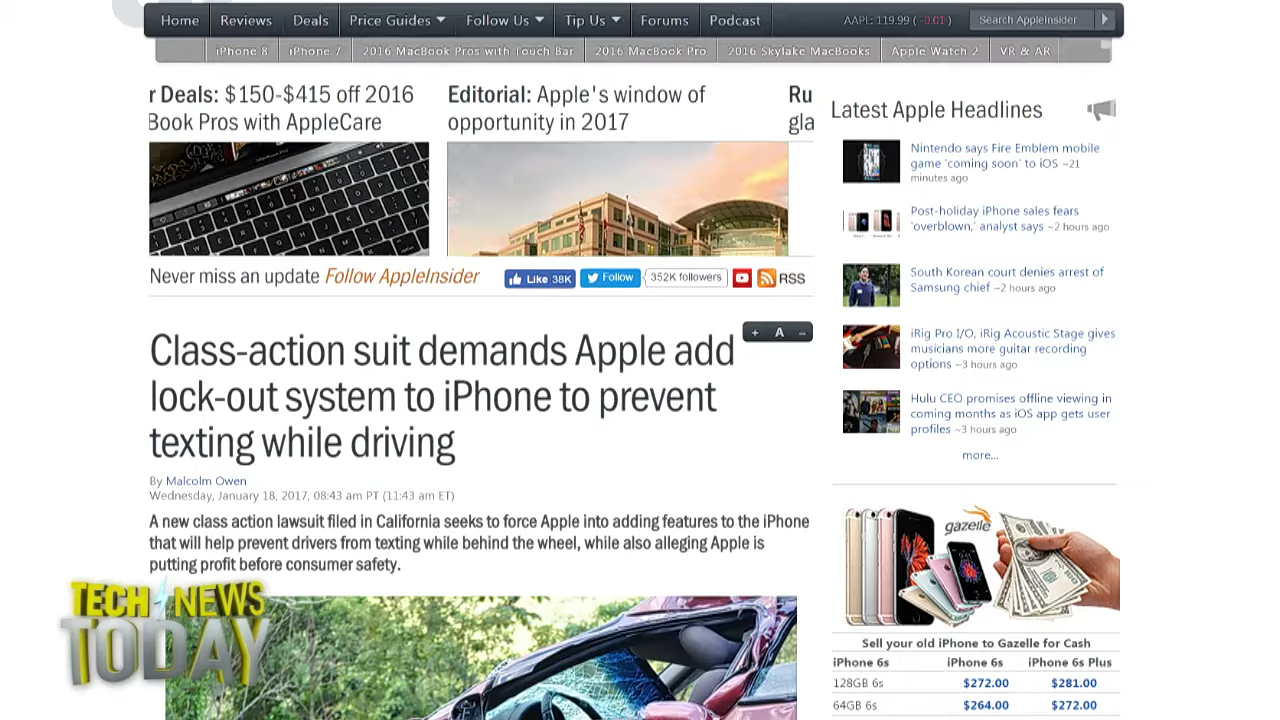 Home Reviews Deals Price Guides Follow Us Tip Us Forums Podcast AAPL: 119.99 ( -0.01 ) Search AppleInsider
iPhone 8 iPhone 7 2016 MacBook Pros with Touch Bar 2016 MacBook Pro 2016 Skylake MacBooks Apple Watch 2 VR & AR
r Deals: $150-$415 off 2016
Book Pros with AppleCare
Editorial: Apple's window of
opportunity in 2017
Ru
gla
Never miss an update Follow AppleInsider Like 38K Follow 352K followers RSS
+ A –
Class-action suit demands Apple add
lock-out system to iPhone to prevent
texting while driving
By Malcolm Owen
Wednesday, January 18, 2017, 08:43 am PT (11:43 am ET)
A new class action lawsuit filed in California seeks to force Apple into adding features to the iPhone
that will help prevent drivers from texting while behind the wheel, while also alleging Apple is
putting profit before consumer safety.
Latest Apple Headlines
Nintendo says Fire Emblem mobile
game 'coming soon' to iOS ~21
minutes ago
Post-holiday iPhone sales fears
'overblown,' analyst says ~2 hours ago
South Korean court denies arrest of
Samsung chief ~2 hours ago
iRig Pro I/O, iRig Acoustic Stage gives
musicians more guitar recording
options ~3 hours ago
Hulu CEO promises offline viewing in
coming months as iOS app gets user
profiles ~3 hours ago
more...
gazelle
Sell your old iPhone to Gazelle for Cash
iPhone 6s iPhone 6s iPhone 6s Plus
128GB 6s $272.00 $281.00
64GB 6s $264.00 $272.00
TECH NEWS
TODAY